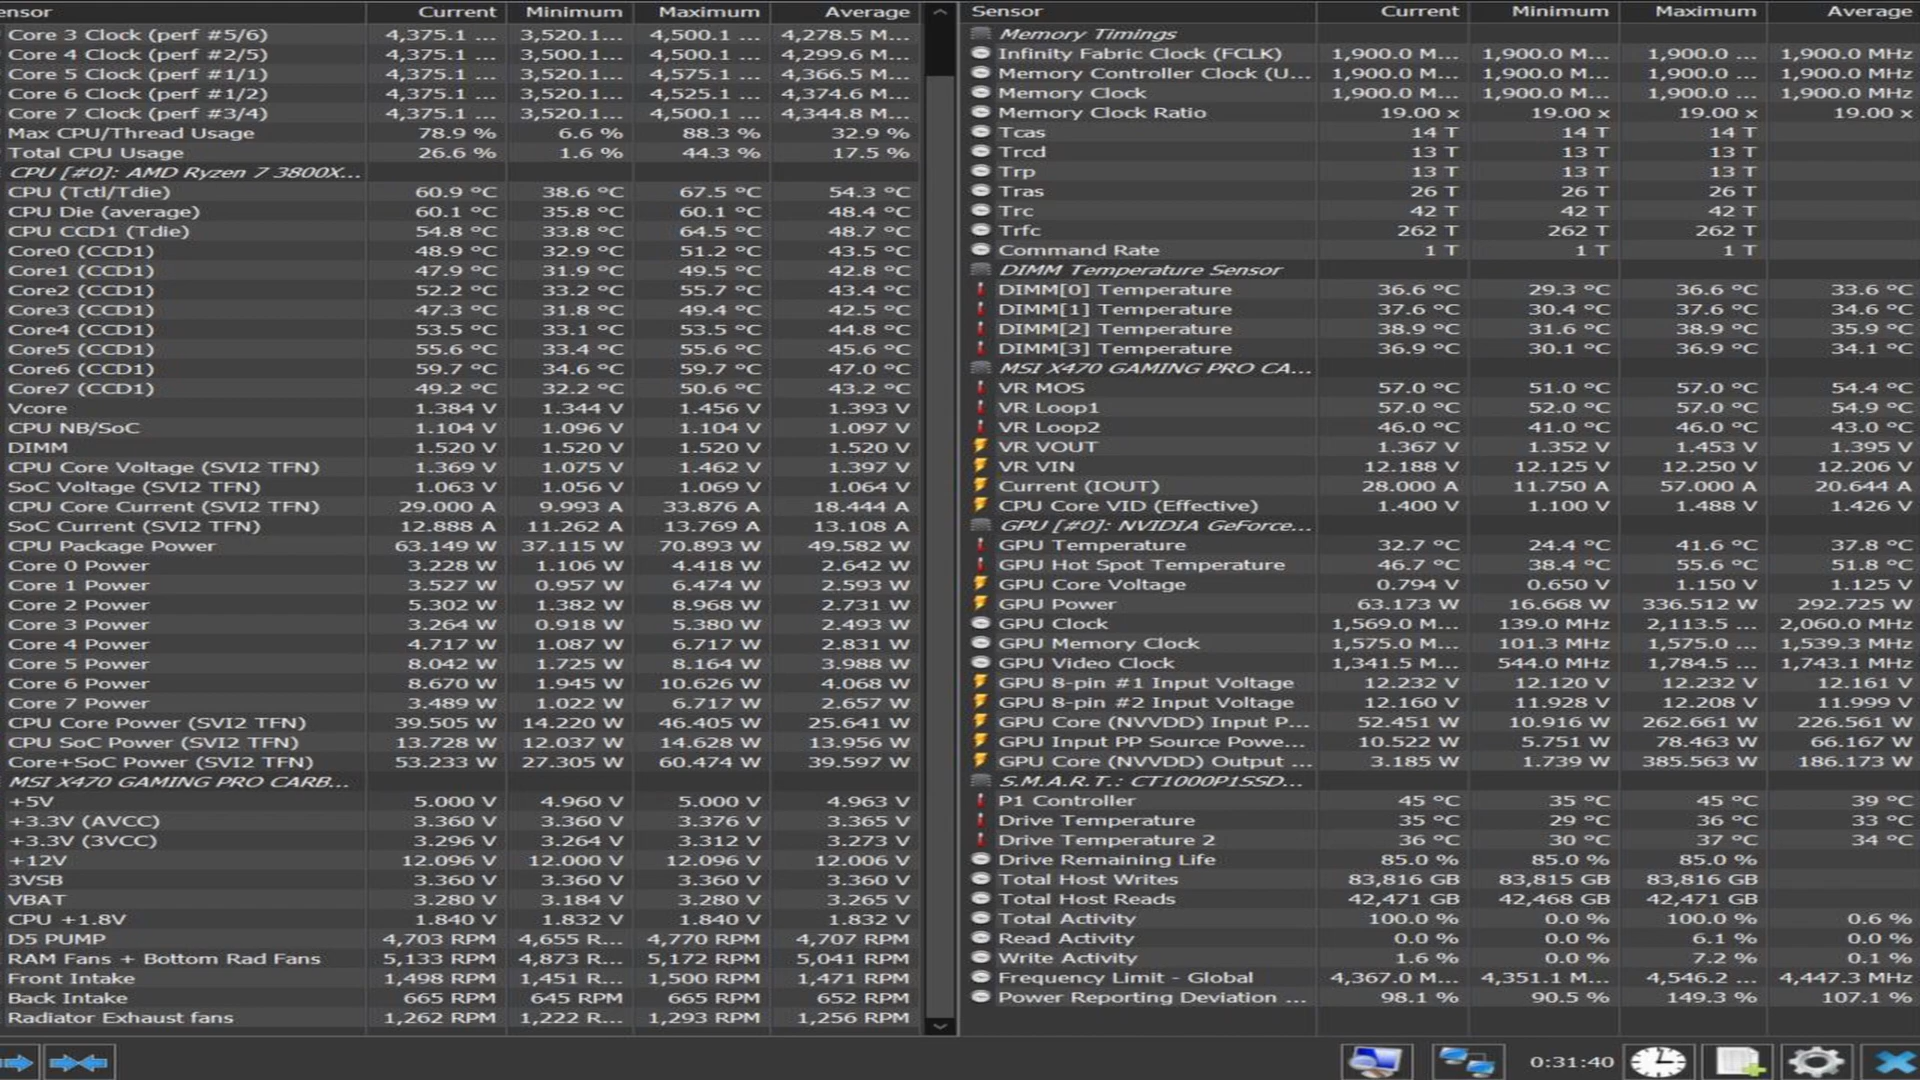 ensor Current Minimum Maximum Average
Core 3 Clock (perf #5/6) 4,375.1 ... 3,520.1... 4,500.1 ... 4,278.5 M...
Core 4 Clock (perf #2/5) 4,375.1 ... 3,500.1... 4,500.1 ... 4,299.6 M...
Core 5 Clock (perf #1/1) 4,375.1 ... 3,520.1... 4,575.1 ... 4,366.5 M...
Core 6 Clock (perf #1/2) 4,375.1 ... 3,520.1... 4,525.1 ... 4,374.6 M...
Core 7 Clock (perf #3/4) 4,375.1 ... 3,520.1... 4,500.1 ... 4,344.8 M...
Max CPU/Thread Usage 78.9 % 6.6 % 88.3 % 32.9 %
Total CPU Usage 26.6 % 1.6 % 44.3 % 17.5 %
CPU [#0]: AMD Ryzen 7 3800X...
CPU (Tctl/Tdie) 60.9 °C 38.6 °C 67.5 °C 54.3 °C
CPU Die (average) 60.1 °C 35.8 °C 60.1 °C 48.4 °C
CPU CCD1 (Tdie) 54.8 °C 33.8 °C 64.5 °C 48.7 °C
Core0 (CCD1) 48.9 °C 32.9 °C 51.2 °C 43.5 °C
Core1 (CCD1) 47.9 °C 31.9 °C 49.5 °C 42.8 °C
Core2 (CCD1) 52.2 °C 33.2 °C 55.7 °C 43.4 °C
Core3 (CCD1) 47.3 °C 31.8 °C 49.4 °C 42.5 °C
Core4 (CCD1) 53.5 °C 33.1 °C 53.5 °C 44.8 °C
Core5 (CCD1) 55.6 °C 33.4 °C 55.6 °C 45.6 °C
Core6 (CCD1) 59.7 °C 34.6 °C 59.7 °C 47.0 °C
Core7 (CCD1) 49.2 °C 32.2 °C 50.6 °C 43.2 °C
Vcore 1.384 V 1.344 V 1.456 V 1.393 V
CPU NB/SoC 1.104 V 1.096 V 1.104 V 1.097 V
DIMM 1.520 V 1.520 V 1.520 V 1.520 V
CPU Core Voltage (SVI2 TFN) 1.369 V 1.075 V 1.462 V 1.397 V
SoC Voltage (SVI2 TFN) 1.063 V 1.056 V 1.069 V 1.064 V
CPU Core Current (SVI2 TFN) 29.000 A 9.993 A 33.876 A 18.444 A
SoC Current (SVI2 TFN) 12.888 A 11.262 A 13.769 A 13.108 A
CPU Package Power 63.149 W 37.115 W 70.893 W 49.582 W
Core 0 Power 3.228 W 1.106 W 4.418 W 2.642 W
Core 1 Power 3.527 W 0.957 W 6.474 W 2.593 W
Core 2 Power 5.302 W 1.382 W 8.968 W 2.731 W
Core 3 Power 3.264 W 0.918 W 5.380 W 2.493 W
Core 4 Power 4.717 W 1.087 W 6.717 W 2.831 W
Core 5 Power 8.042 W 1.725 W 8.164 W 3.988 W
Core 6 Power 8.670 W 1.945 W 10.626 W 4.068 W
Core 7 Power 3.489 W 1.022 W 6.717 W 2.657 W
CPU Core Power (SVI2 TFN) 39.505 W 14.220 W 46.405 W 25.641 W
CPU SoC Power (SVI2 TFN) 13.728 W 12.037 W 14.628 W 13.956 W
Core+SoC Power (SVI2 TFN) 53.233 W 27.305 W 60.474 W 39.597 W
MSI X470 GAMING PRO CARB...
+5V 5.000 V 4.960 V 5.000 V 4.963 V
+3.3V (AVCC) 3.360 V 3.360 V 3.376 V 3.365 V
+3.3V (3VCC) 3.296 V 3.264 V 3.312 V 3.273 V
+12V 12.096 V 12.000 V 12.096 V 12.006 V
3VSB 3.360 V 3.360 V 3.360 V 3.360 V
VBAT 3.280 V 3.184 V 3.280 V 3.265 V
CPU +1.8V 1.840 V 1.832 V 1.840 V 1.832 V
D5 PUMP 4,703 RPM 4,655 R... 4,770 RPM 4,707 RPM
RAM Fans + Bottom Rad Fans 5,133 RPM 4,873 R... 5,172 RPM 5,041 RPM
Front Intake 1,498 RPM 1,451 R... 1,500 RPM 1,471 RPM
Back Intake 665 RPM 645 RPM 665 RPM 652 RPM
Radiator Exhaust fans 1,262 RPM 1,222 R... 1,293 RPM 1,256 RPM
Sensor Current Minimum Maximum Average
Memory Timings
Infinity Fabric Clock (FCLK) 1,900.0 M... 1,900.0 M... 1,900.0 ... 1,900.0 MHz
Memory Controller Clock (U... 1,900.0 M... 1,900.0 M... 1,900.0 ... 1,900.0 MHz
Memory Clock 1,900.0 M... 1,900.0 M... 1,900.0 ... 1,900.0 MHz
Memory Clock Ratio 19.00 x 19.00 x 19.00 x 19.00 x
Tcas 14 T 14 T 14 T
Trcd 13 T 13 T 13 T
Trp 13 T 13 T 13 T
Tras 26 T 26 T 26 T
Trc 42 T 42 T 42 T
Trfc 262 T 262 T 262 T
Command Rate 1 T 1 T 1 T
DIMM Temperature Sensor
DIMM[0] Temperature 36.6 °C 29.3 °C 36.6 °C 33.6 °C
DIMM[1] Temperature 37.6 °C 30.4 °C 37.6 °C 34.6 °C
DIMM[2] Temperature 38.9 °C 31.6 °C 38.9 °C 35.9 °C
DIMM[3] Temperature 36.9 °C 30.1 °C 36.9 °C 34.1 °C
MSI X470 GAMING PRO CA...
VR MOS 57.0 °C 51.0 °C 57.0 °C 54.4 °C
VR Loop1 57.0 °C 52.0 °C 57.0 °C 54.9 °C
VR Loop2 46.0 °C 41.0 °C 46.0 °C 43.0 °C
VR VOUT 1.367 V 1.352 V 1.453 V 1.395 V
VR VIN 12.188 V 12.125 V 12.250 V 12.206 V
Current (IOUT) 28.000 A 11.750 A 57.000 A 20.644 A
CPU Core VID (Effective) 1.400 V 1.100 V 1.488 V 1.426 V
GPU [#0]: NVIDIA GeForce...
GPU Temperature 32.7 °C 24.4 °C 41.6 °C 37.8 °C
GPU Hot Spot Temperature 46.7 °C 38.4 °C 55.6 °C 51.8 °C
GPU Core Voltage 0.794 V 0.650 V 1.150 V 1.125 V
GPU Power 63.173 W 16.668 W 336.512 W 292.725 W
GPU Clock 1,569.0 M... 139.0 MHz 2,113.5 ... 2,060.0 MHz
GPU Memory Clock 1,575.0 M... 101.3 MHz 1,575.0 ... 1,539.3 MHz
GPU Video Clock 1,341.5 M... 544.0 MHz 1,784.5 ... 1,743.1 MHz
GPU 8-pin #1 Input Voltage 12.232 V 12.120 V 12.232 V 12.161 V
GPU 8-pin #2 Input Voltage 12.160 V 11.928 V 12.208 V 11.999 V
GPU Core (NVVDD) Input P... 52.451 W 10.916 W 262.661 W 226.561 W
GPU Input PP Source Powe... 10.522 W 5.751 W 78.463 W 66.167 W
GPU Core (NVVDD) Output ... 3.185 W 1.739 W 385.563 W 186.173 W
S.M.A.R.T.: CT1000P1SSD...
P1 Controller 45 °C 35 °C 45 °C 39 °C
Drive Temperature 35 °C 29 °C 36 °C 33 °C
Drive Temperature 2 36 °C 30 °C 37 °C 34 °C
Drive Remaining Life 85.0 % 85.0 % 85.0 %
Total Host Writes 83,816 GB 83,815 GB 83,816 GB
Total Host Reads 42,471 GB 42,468 GB 42,471 GB
Total Activity 100.0 % 0.0 % 100.0 % 0.6 %
Read Activity 0.0 % 0.0 % 6.1 % 0.0 %
Write Activity 1.6 % 0.0 % 7.2 % 0.1 %
Frequency Limit - Global 4,367.0 M... 4,351.1 M... 4,546.2 ... 4,447.3 MHz
Power Reporting Deviation ... 98.1 % 90.5 % 149.3 % 107.1 %
0:31:40